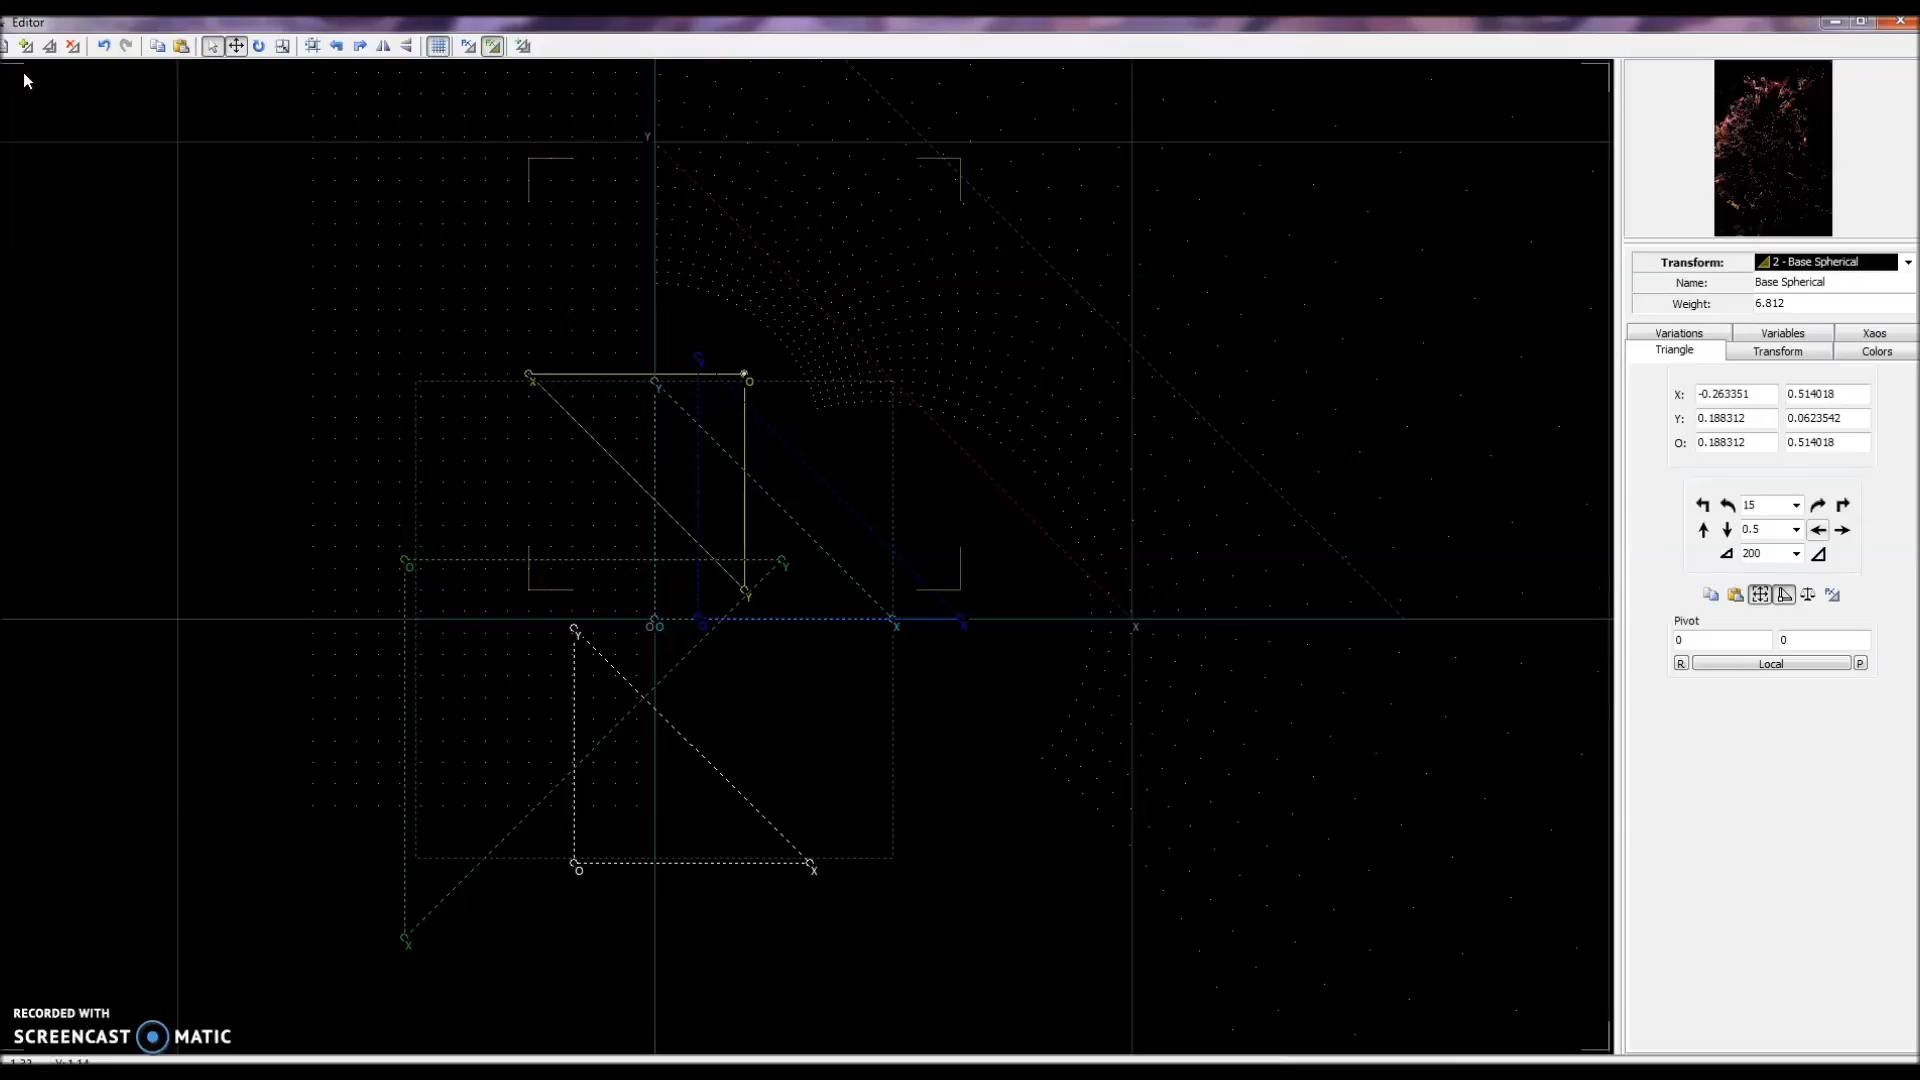 Editor
Transform: 2 - Base Spherical
Name: Base Spherical
Weight: 6.812
Variations Variables Xaos
Triangle Transform Colors
X: -0.263351 0.514018
Y: 0.188312 0.0623542
O: 0.188312 0.514018
15
0.5
200
Pivot
0 0
R Local P
Y
X O
Y
Y
O Y
Y
O O O X X X
Y
O X
X
RECORDED WITH
SCREENCAST MATIC